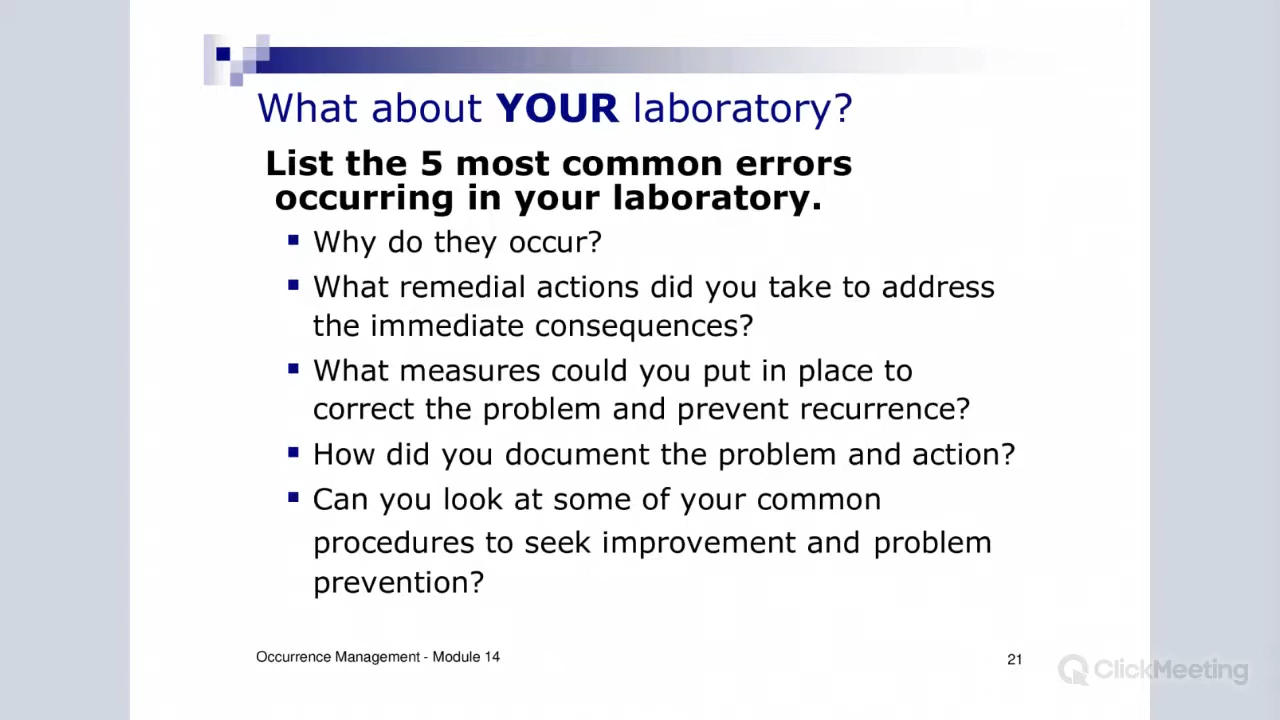 What about YOUR laboratory?
List the 5 most common errors
occurring in your laboratory.
Why do they occur?
What remedial actions did you take to address
the immediate consequences?
What measures could you put in place to
correct the problem and prevent recurrence?
How did you document the problem and action?
Can you look at some of your common
procedures to seek improvement and problem
prevention?
Occurrence Management - Module 14
21
ClickMeeting